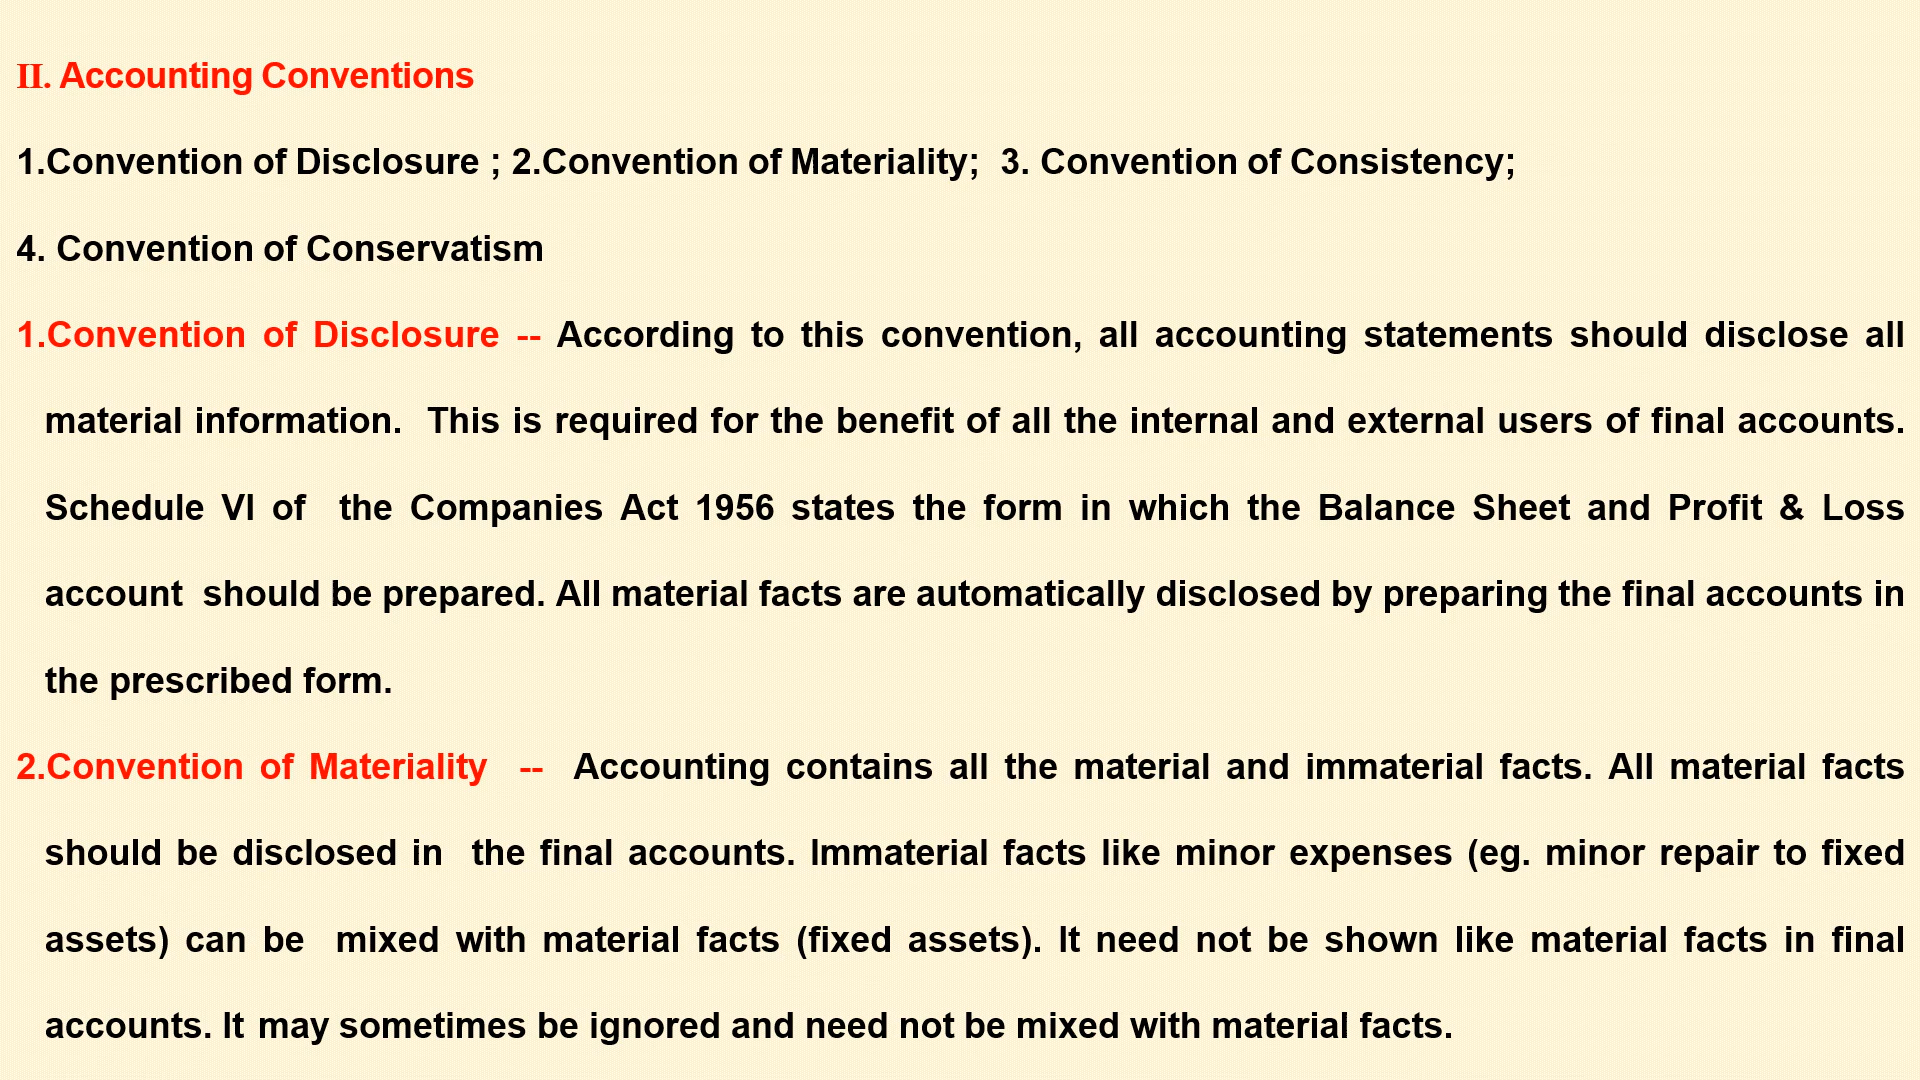 II. Accounting Conventions
1.Convention of Disclosure ; 2.Convention of Materiality;  3. Convention of Consistency;
4. Convention of Conservatism
1.Convention of Disclosure -- According to this convention, all accounting statements should disclose all
material information.  This is required for the benefit of all the internal and external users of final accounts.
Schedule VI of  the Companies Act 1956 states the form in which the Balance Sheet and Profit & Loss
account  should be prepared. All material facts are automatically disclosed by preparing the final accounts in
the prescribed form.
2.Convention of Materiality  --  Accounting contains all the material and immaterial facts. All material facts
should be disclosed in  the final accounts. Immaterial facts like minor expenses (eg. minor repair to fixed
assets) can be  mixed with material facts (fixed assets). It need not be shown like material facts in final
accounts. It may sometimes be ignored and need not be mixed with material facts.